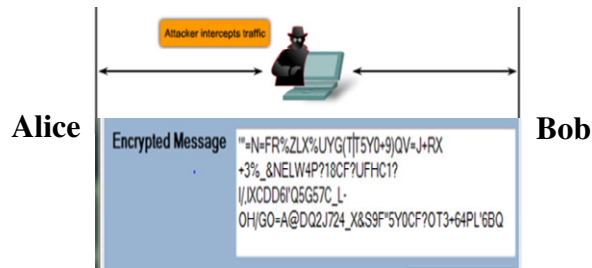 Attacker intercepts traffic
Alice
Bob
Encrypted Message
'"=N=FR%ZLX%UYG(T|T5Y0+9)QV=J+RX
+3%_&NELW4P?18CF?UFHC1?
I/,IXCDD6I'Q5G57C_L-
OH/GO=A@DQ2J724_X&S9F"5Y0CF?OT3+64PL'6BQ